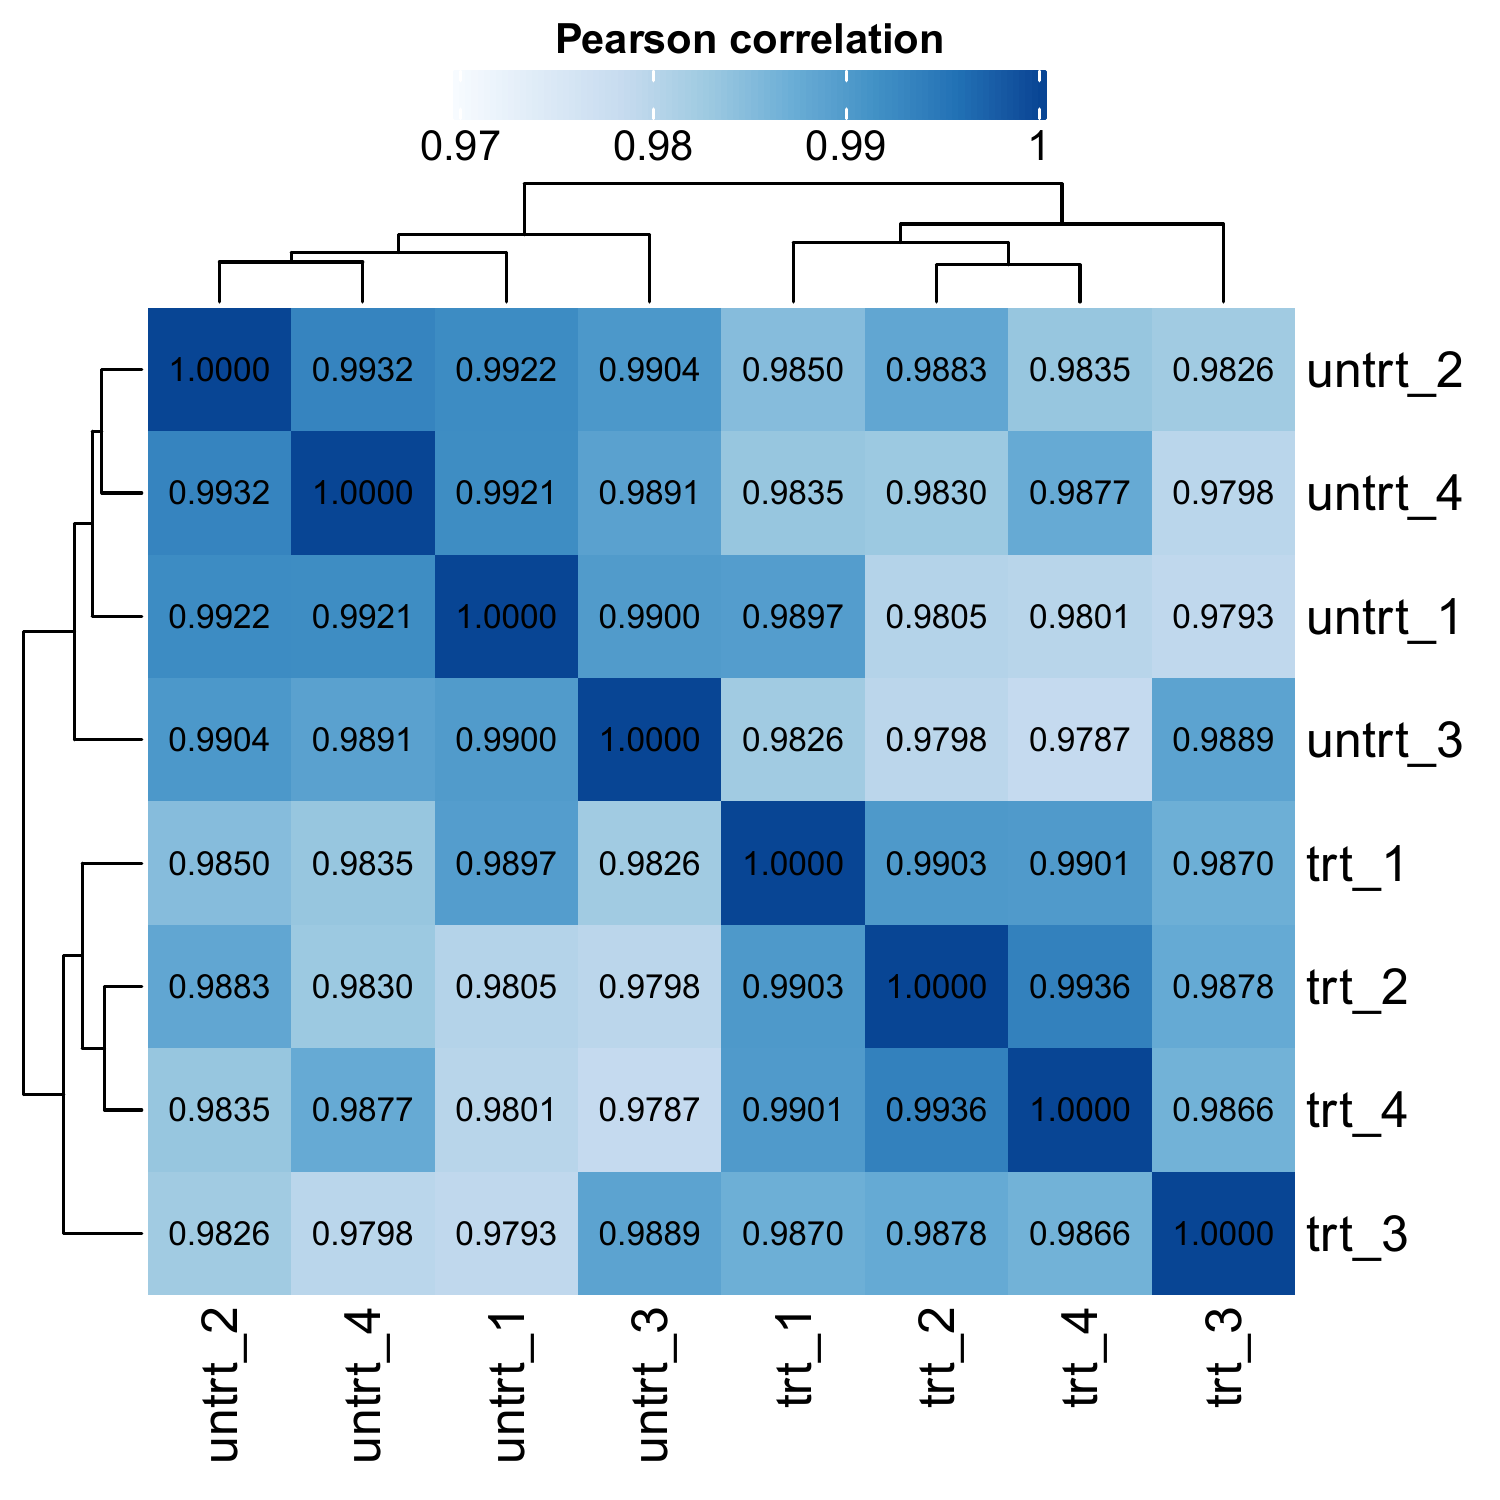 Pearson correlation
0.97 0.98 0.99 1
1.0000 0.9932 0.9922 0.9904 0.9850 0.9883 0.9835 0.9826 untrt_2
0.9932 1.0000 0.9921 0.9891 0.9835 0.9830 0.9877 0.9798 untrt_4
0.9922 0.9921 1.0000 0.9900 0.9897 0.9805 0.9801 0.9793 untrt_1
0.9904 0.9891 0.9900 1.0000 0.9826 0.9798 0.9787 0.9889 untrt_3
0.9850 0.9835 0.9897 0.9826 1.0000 0.9903 0.9901 0.9870 trt_1
0.9883 0.9830 0.9805 0.9798 0.9903 1.0000 0.9936 0.9878 trt_2
0.9835 0.9877 0.9801 0.9787 0.9901 0.9936 1.0000 0.9866 trt_4
0.9826 0.9798 0.9793 0.9889 0.9870 0.9878 0.9866 1.0000 trt_3
untrt_2 untrt_4 untrt_1 untrt_3 trt_1 trt_2 trt_4 trt_3